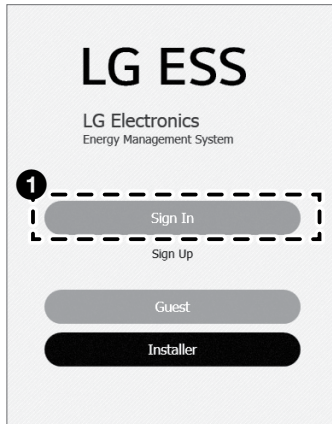 LG ESS
LG Electronics
Energy Management System
1
Sign In
Sign Up
Guest
Installer